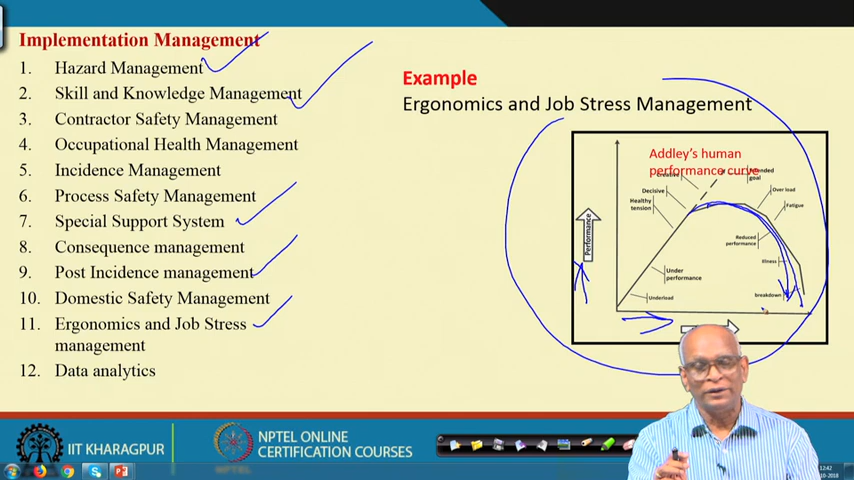 Implementation Management
1. Hazard Management
2. Skill and Knowledge Management
3. Contractor Safety Management
4. Occupational Health Management
5. Incidence Management
6. Process Safety Management
7. Special Support System
8. Consequence management
9. Post Incidence management
10. Domestic Safety Management
11. Ergonomics and Job Stress
management
12. Data analytics
Example
Ergonomics and Job Stress Management
Addley's human
performance curve
goal
Decisive
Over load
Healthy
tension
Fatigue
Performance
Reduced
performance
Illness
Under
performance
Underload
breakdown
IIT KHARAGPUR
NPTEL ONLINE
CERTIFICATION COURSES
NPTEL
12:42